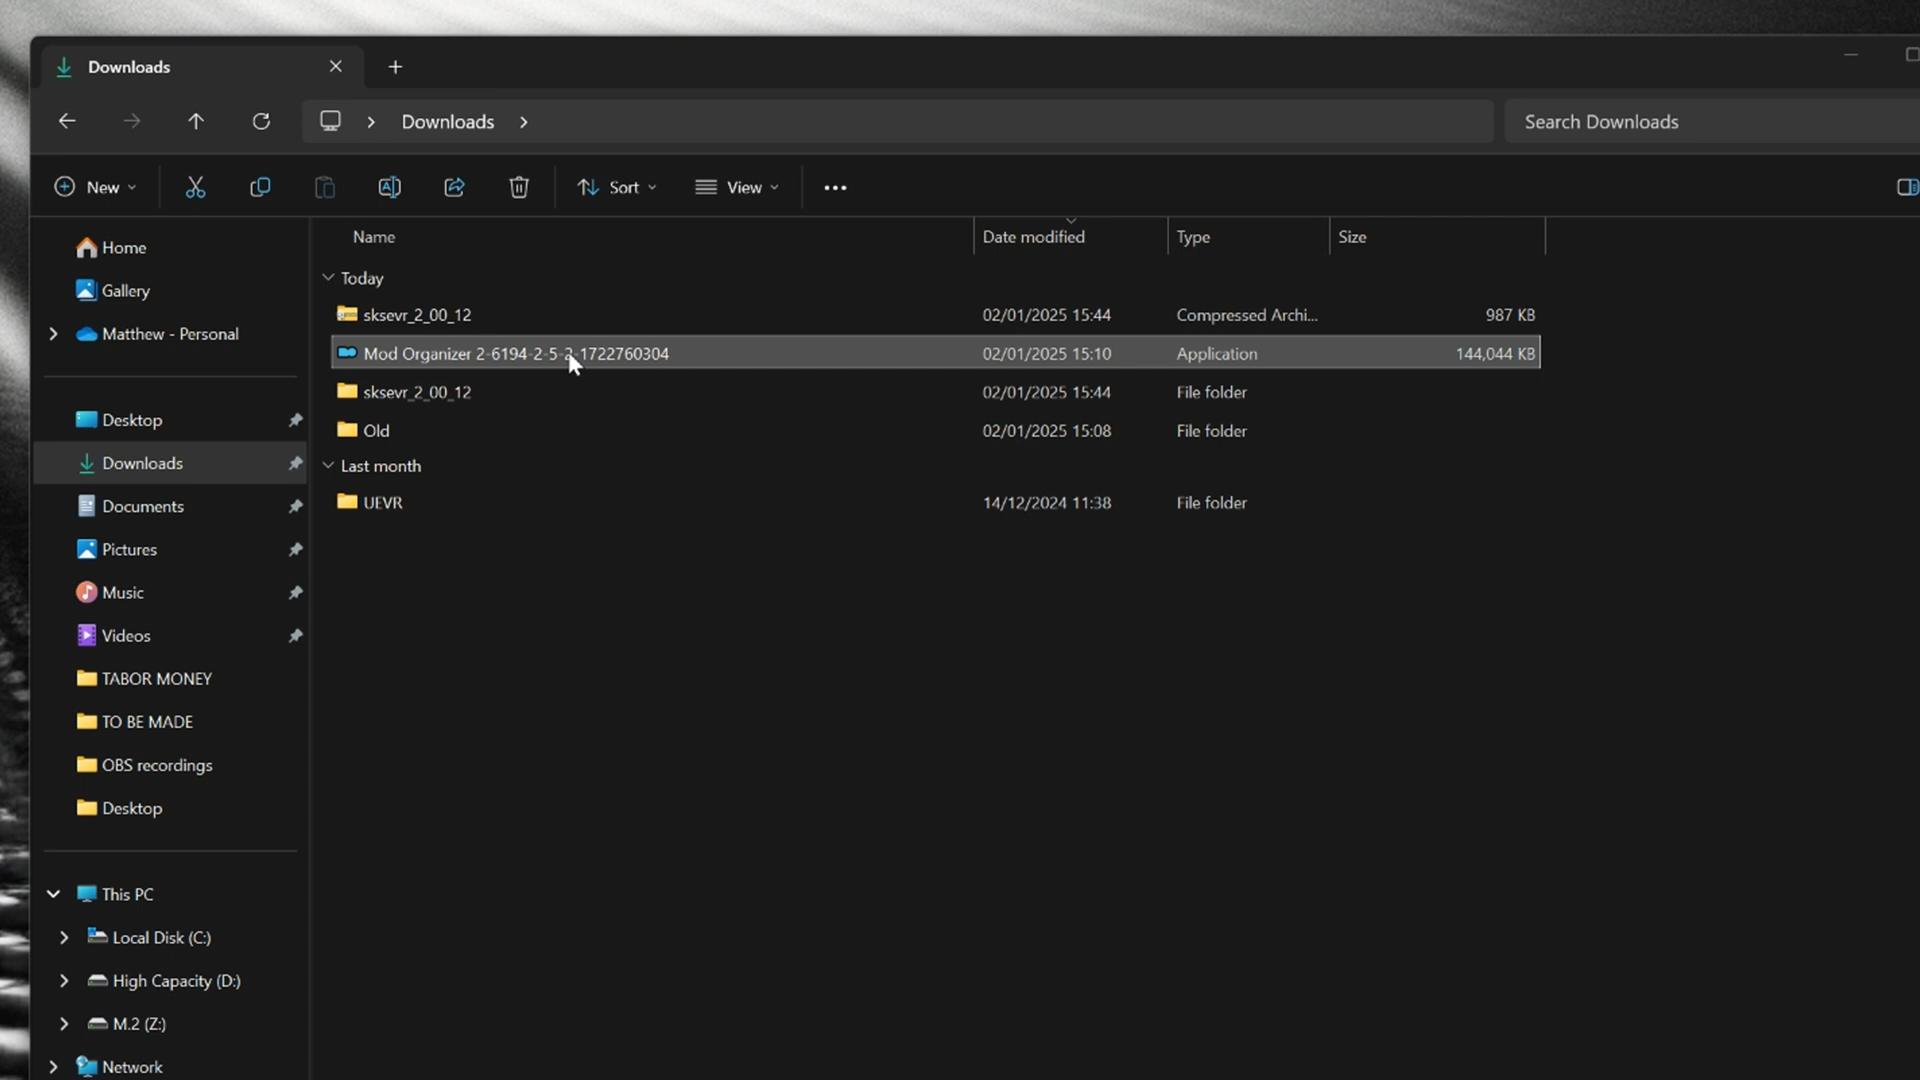 Downloads
Downloads
Search Downloads
New
Sort
View
Name Date modified Type Size
Today
sksevr_2_00_12 02/01/2025 15:44 Compressed Archi... 987 KB
Mod Organizer 2-6194-2-5-2-1722760304 02/01/2025 15:10 Application 144,044 KB
sksevr_2_00_12 02/01/2025 15:44 File folder
Old 02/01/2025 15:08 File folder
Last month
UEVR 14/12/2024 11:38 File folder
Home
Gallery
Matthew - Personal
Desktop
Downloads
Documents
Pictures
Music
Videos
TABOR MONEY
TO BE MADE
OBS recordings
Desktop
This PC
Local Disk (C:)
High Capacity (D:)
M.2 (Z:)
Network